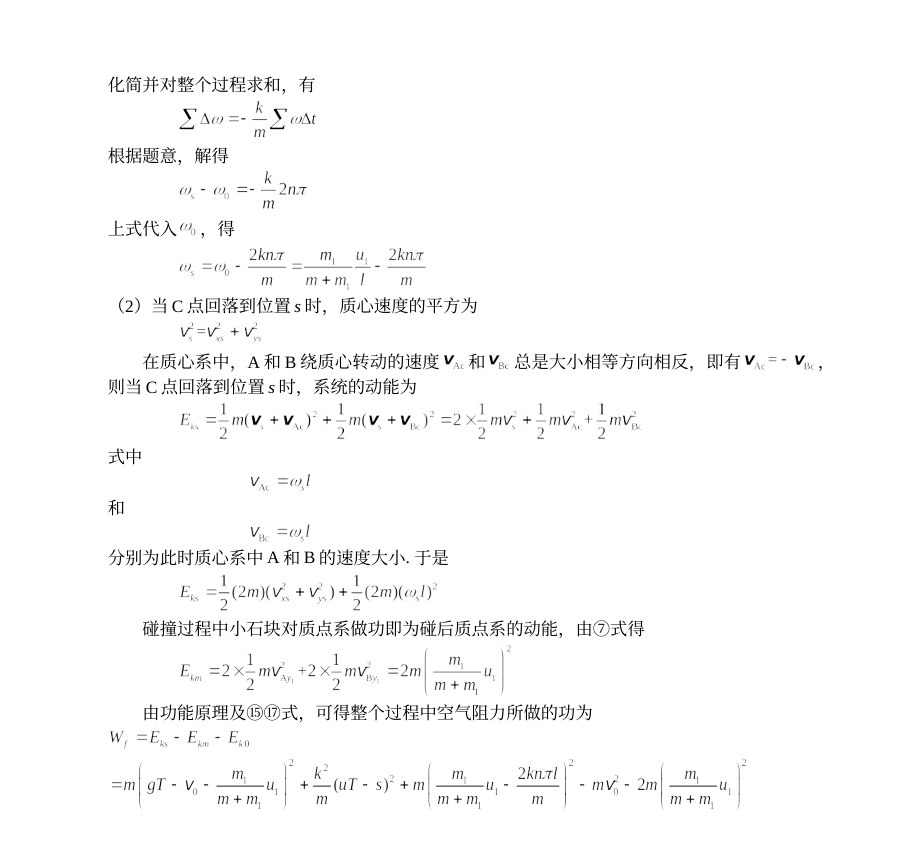 化简并对整个过程求和，有
∑Δω=-k/m∑ωΔt
根据题意，解得
ω_s-ω_0=-k/m 2nπ
上式代入ω_0，得
ω_s=ω_0-2knπ/m=m_1/(m+m_1) u_1/l-2knπ/m
（2）当 C 点回落到位置 s 时，质心速度的平方为
v_s^2=v_xs^2+v_ys^2
在质心系中，A 和 B 绕质心转动的速度 v_Ac 和 v_Bc 总是大小相等方向相反，即有 v_Ac=-v_Bc，
则当 C 点回落到位置 s 时，系统的动能为
E_ks=1/2 m(v_s+v_Ac)^2+1/2 m(v_s+v_Bc)^2=2×1/2 mv_s^2+1/2 mv_Ac^2+1/2 mv_Bc^2
式中
v_Ac=ω_s l
和
v_Bc=ω_s l
分别为此时质心系中 A 和 B 的速度大小. 于是
E_ks=1/2(2m)(v_xs^2+v_ys^2)+1/2(2m)(ω_s l)^2
碰撞过程中小石块对质点系做功即为碰后质点系的动能，由⑦式得
E_km=2×1/2 mv_Ay_1^2+2×1/2 mv_By_1^2=2m(m_1/(m+m_1) u_1)^2
由功能原理及⑮⑰式，可得整个过程中空气阻力所做的功为
W_f=E_ks-E_km-E_k0
=m(gT-v_0-m_1/(m+m_1) u_1)^2+k^2/m(uT-s)^2+m(m_1/(m+m_1) u_1-2knπl/m)^2-mv_0^2-2m(m_1/(m+m_1) u_1)^2